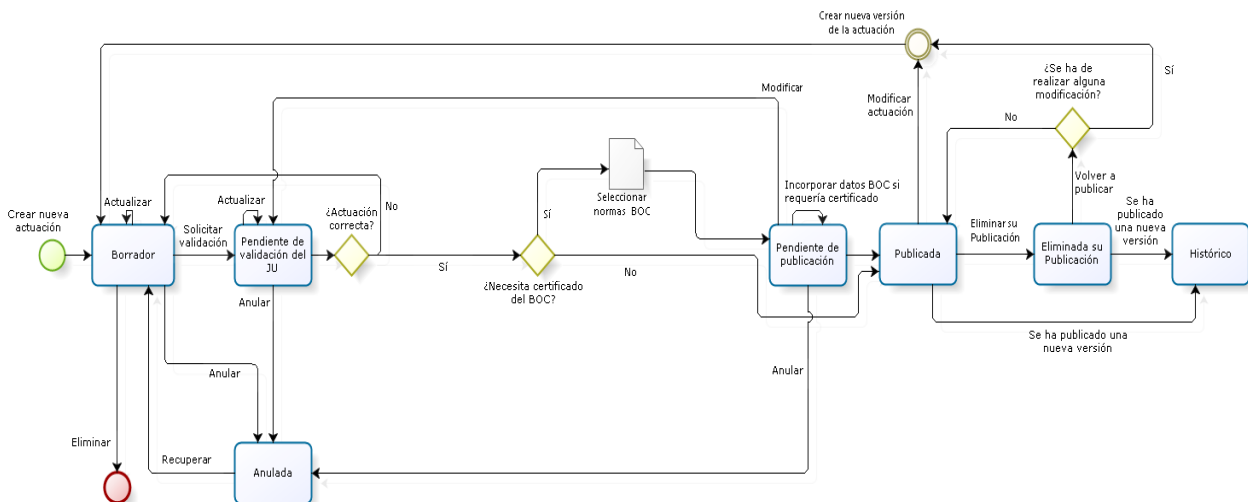 Crear nueva versión
de la actuación
¿Se ha de
realizar alguna
modificación?
Sí
Modificar
Modificar
actuación
No
Volver a
publicar
Seleccionar
normas BOC
Incorporar datos BOC si
requería certificado
Crear nueva
actuación
Actualizar
Actualizar
¿Actuación
correcta?
No
Sí
Borrador
Solicitar
validación
Pendiente de
validación del
JU
Sí
¿Necesita certificado
del BOC?
No
Pendiente de
publicación
Publicada
Eliminar su
Publicación
Eliminada su
Publicación
Se ha
publicado
una nueva
versión
Histórico
Anular
Anular
Anular
Se ha publicado una
nueva versión
Eliminar
Recuperar
Anulada